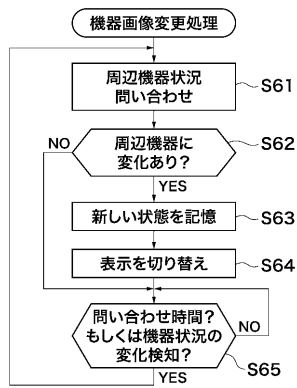 機器画像変更処理
周辺機器状況
問い合わせ
S61
周辺機器に
変化あり?
S62
NO
YES
新しい状態を記憶
S63
表示を切り替え
S64
問い合わせ時間?
もしくは機器状況の
変化検知?
NO
S65
YES